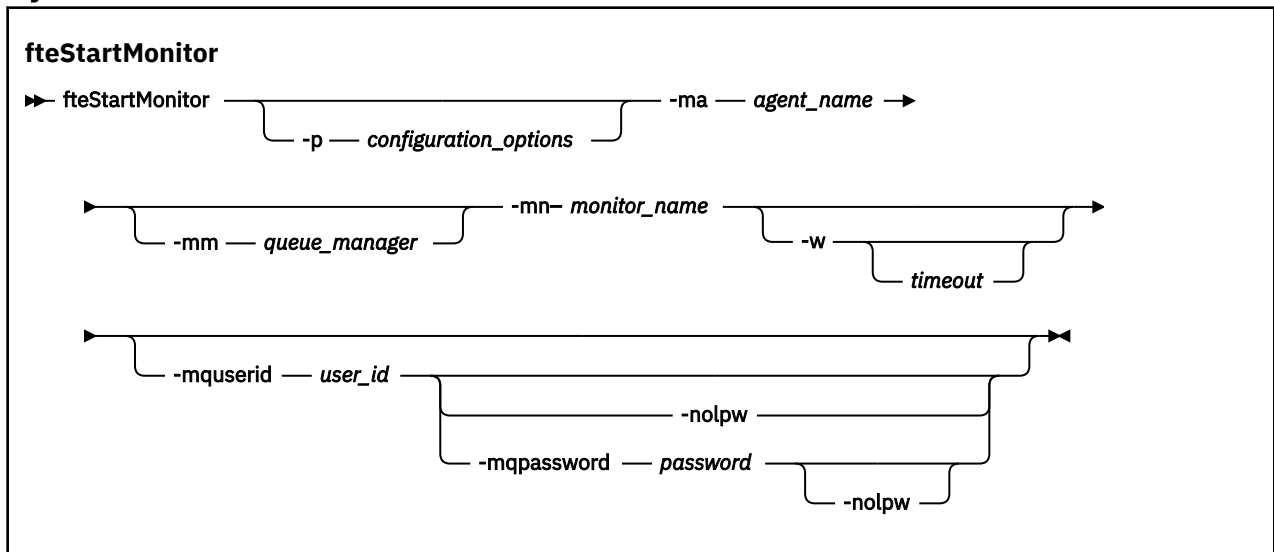 fteStartMonitor
fteStartMonitor -ma agent_name
-p configuration_options
-mn monitor_name
-mm queue_manager -w
timeout
-mquserid user_id
-nolpw
-mqpassword password
-nolpw